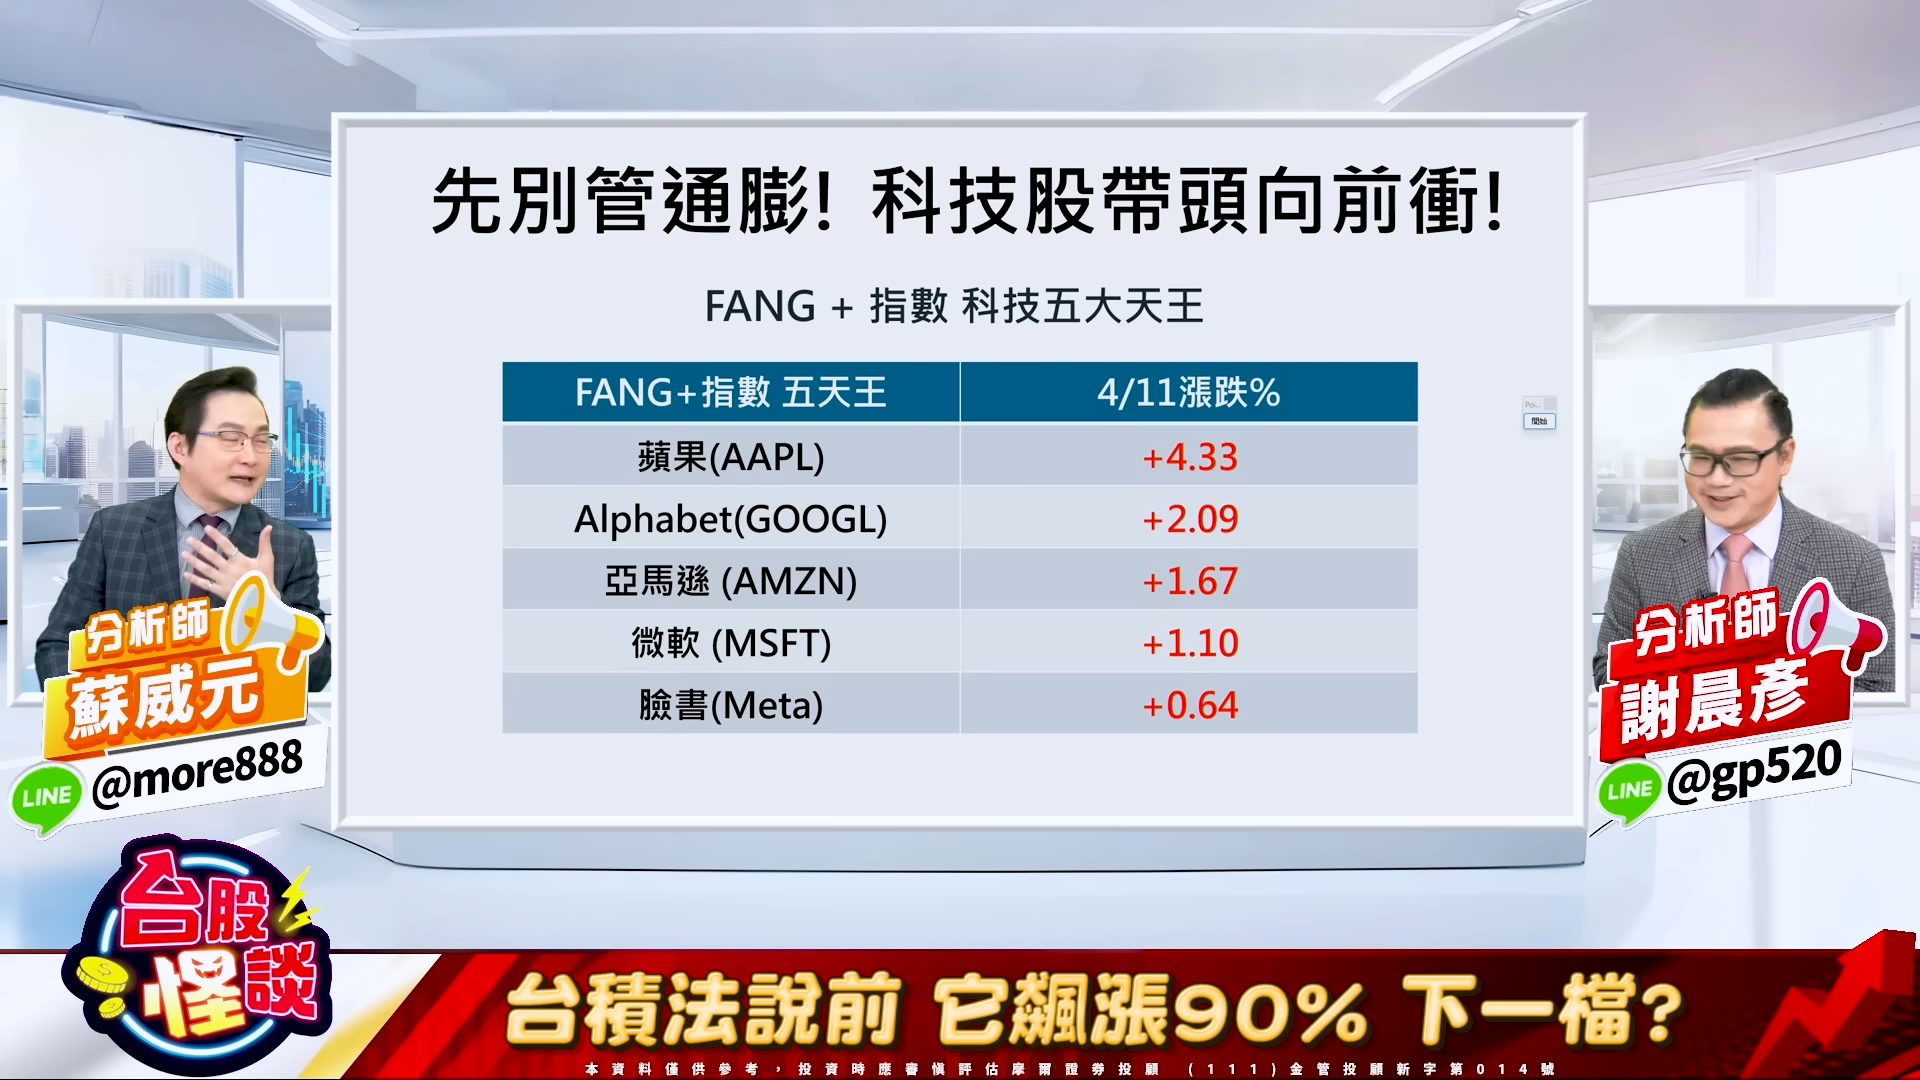 先別管通膨! 科技股帶頭向前衝!
FANG + 指數 科技五大天王
FANG+指數 五天王 4/11漲跌%
蘋果(AAPL) +4.33
Alphabet(GOOGL) +2.09
亞馬遜 (AMZN) +1.67
微軟 (MSFT) +1.10
臉書(Meta) +0.64
Poi...
開始
分析師
蘇威元
LINE @more888
分析師
謝晨彥
LINE @gp520
台股
怪談
台積法說前 它飆漲90% 下一檔?
本資料僅供參考，投資時應審慎評估摩爾證券投顧 (111)金管投顧新字第014號